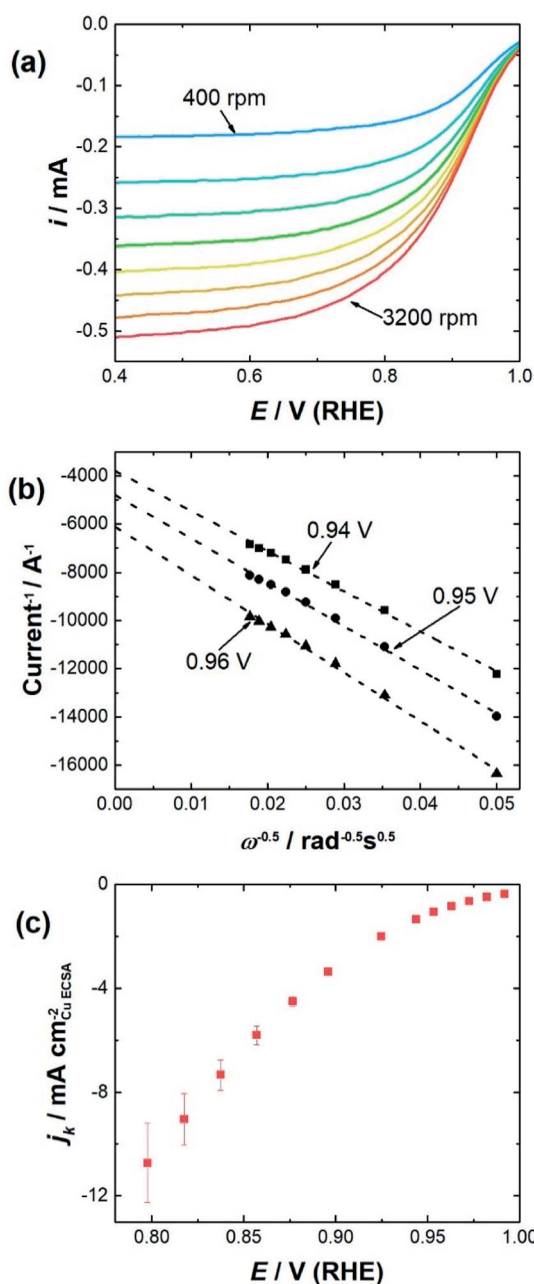 (a)
0.0
-0.1
-0.2
-0.3
-0.4
-0.5
i / mA
400 rpm
3200 rpm
0.4 0.6 0.8 1.0
E / V (RHE)
(b)
-4000
-6000
-8000
-10000
-12000
-14000
-16000
Current⁻¹ / A⁻¹
0.94 V
0.95 V
0.96 V
0.00 0.01 0.02 0.03 0.04 0.05
ω^-0.5 / rad^-0.5s^0.5
(c)
0
-4
-8
-12
j_k / mA cm⁻²_Cu ECSA
0.80 0.85 0.90 0.95 1.00
E / V (RHE)